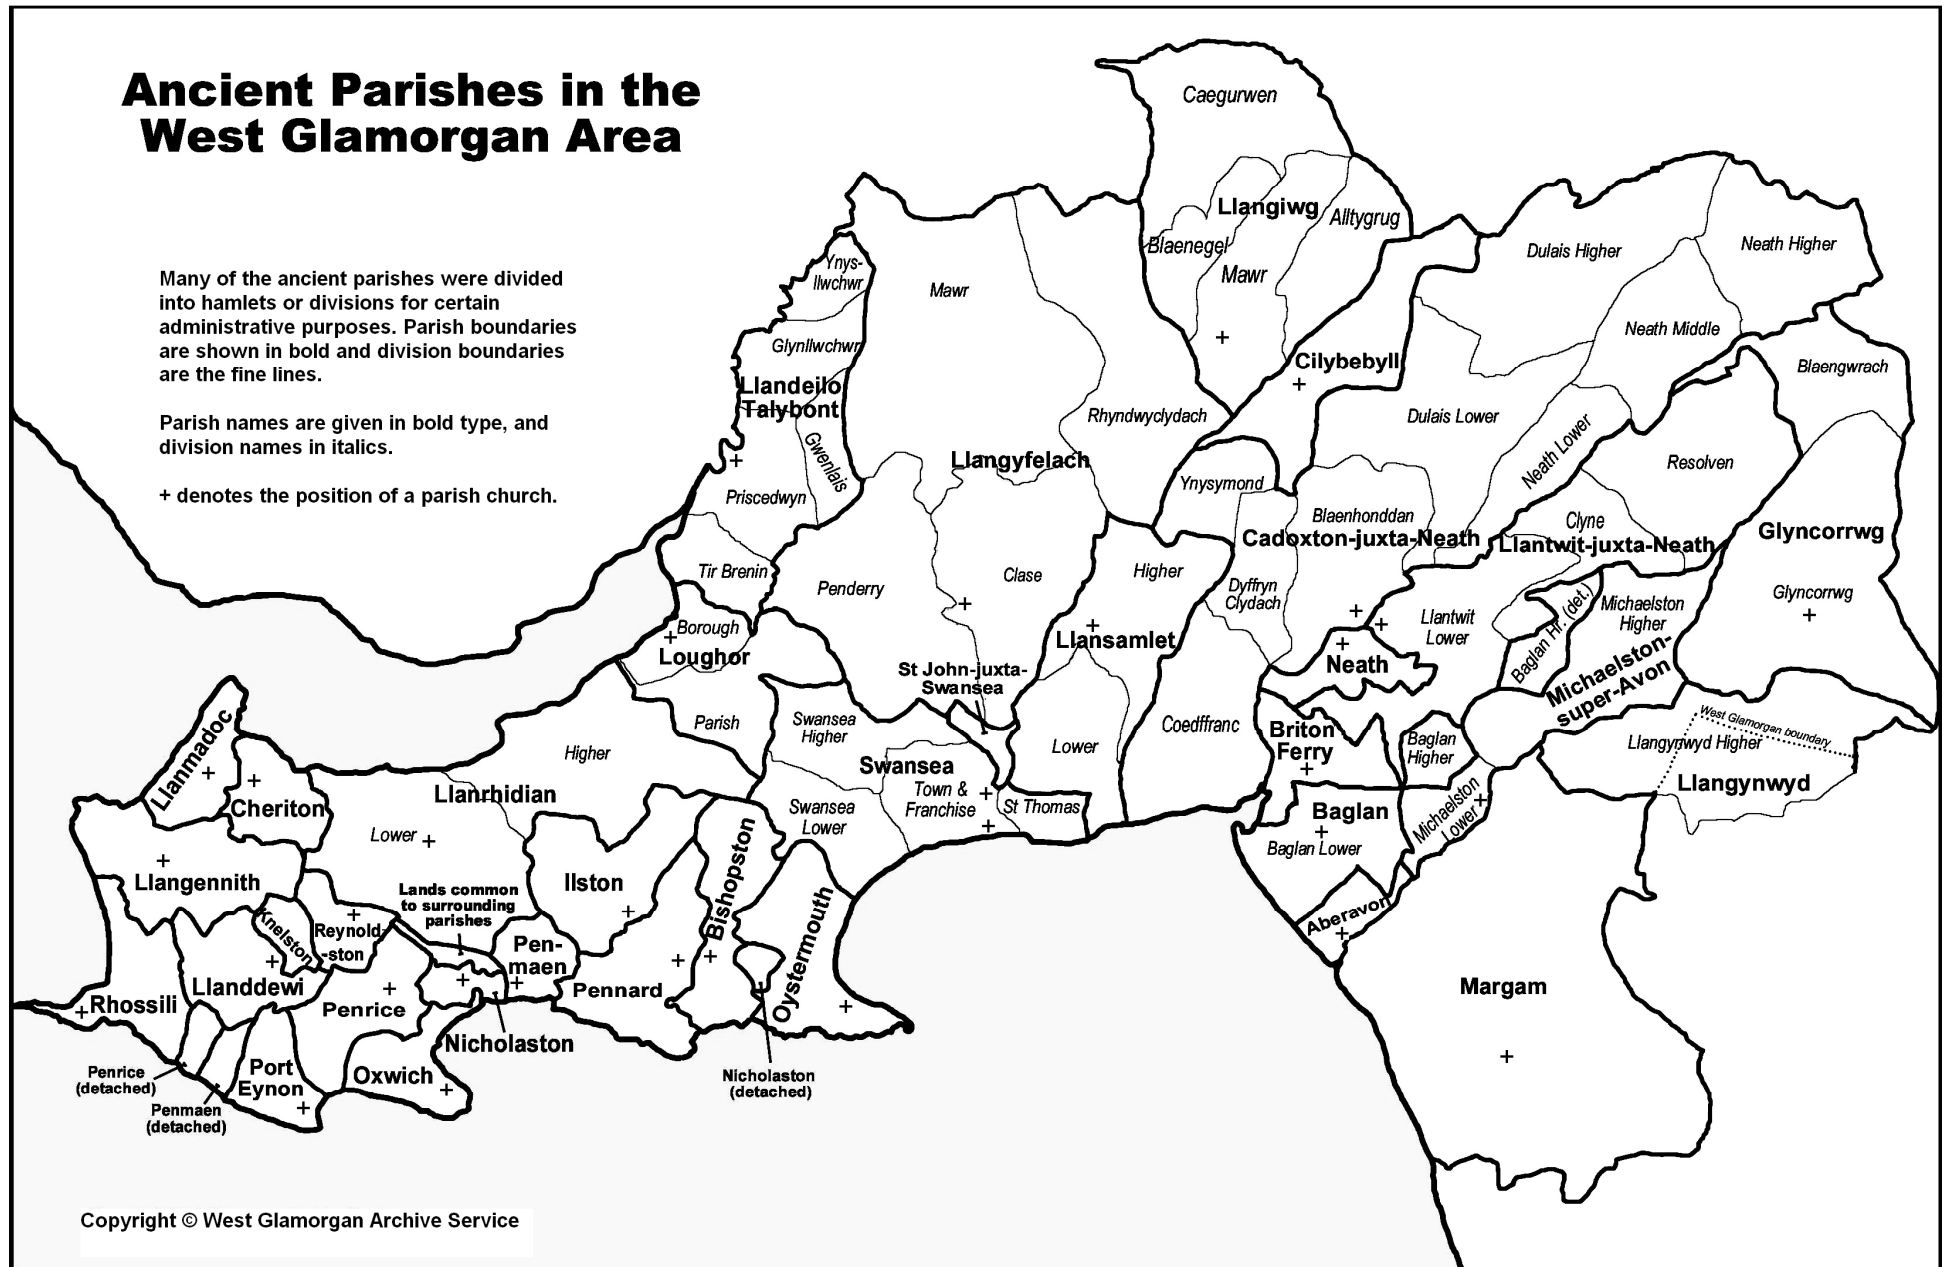 Ancient Parishes in the
West Glamorgan Area
Many of the ancient parishes were divided
into hamlets or divisions for certain
administrative purposes. Parish boundaries
are shown in bold and division boundaries
are the fine lines.
Parish names are given in bold type, and
division names in italics.
+ denotes the position of a parish church.
Caegurwen
Llangiwg
Alltygrug
Blaenegel
Mawr
Ynys-
llwchwr
Mawr
Dulais Higher
Neath Higher
Neath Middle
Glynllwchwr
Llandeilo
Talybont
Gwenlais
Priscedwyn
Tir Brenin
Cilybebyll
Blaengwrach
Rhyndwyclydach
Dulais Lower
Neath Lower
Resolven
Llangyfelach
Ynysymond
Blaenhonddan
Cadoxton-juxta-Neath
Clyne
Llantwit-juxta-Neath
Glyncorrwg
Glyncorrwg
Penderry
Clase
Higher
Dyffryn
Clydach
Llantwit
Lower
Baglan Hr. (det.)
Michaelston
Higher
Michaelston-
super-Avon
Borough
Loughor
Llansamlet
Neath
St John-juxta-
Swansea
Parish
Swansea
Higher
Swansea
Town &
Franchise
Swansea
Lower
St Thomas
Lower
Coedffranc
Briton
Ferry
Baglan
Higher
West Glamorgan boundary
Llangynwyd Higher
Llangynwyd
Michaelston
Lower
Baglan
Baglan Lower
Aberavon
Margam
Llanmadoc
Cheriton
Higher
Llanrhidian
Lower
Llangennith
Lands common
to surrounding
parishes
Ilston
Bishopston
Oystermouth
Knelston
Reynold-
-ston
Pen-
maen
Llanddewi
Rhossili
Penrice
Pennard
Nicholaston
Port
Eynon
Oxwich
Penrice
(detached)
Penmaen
(detached)
Nicholaston
(detached)
Copyright © West Glamorgan Archive Service